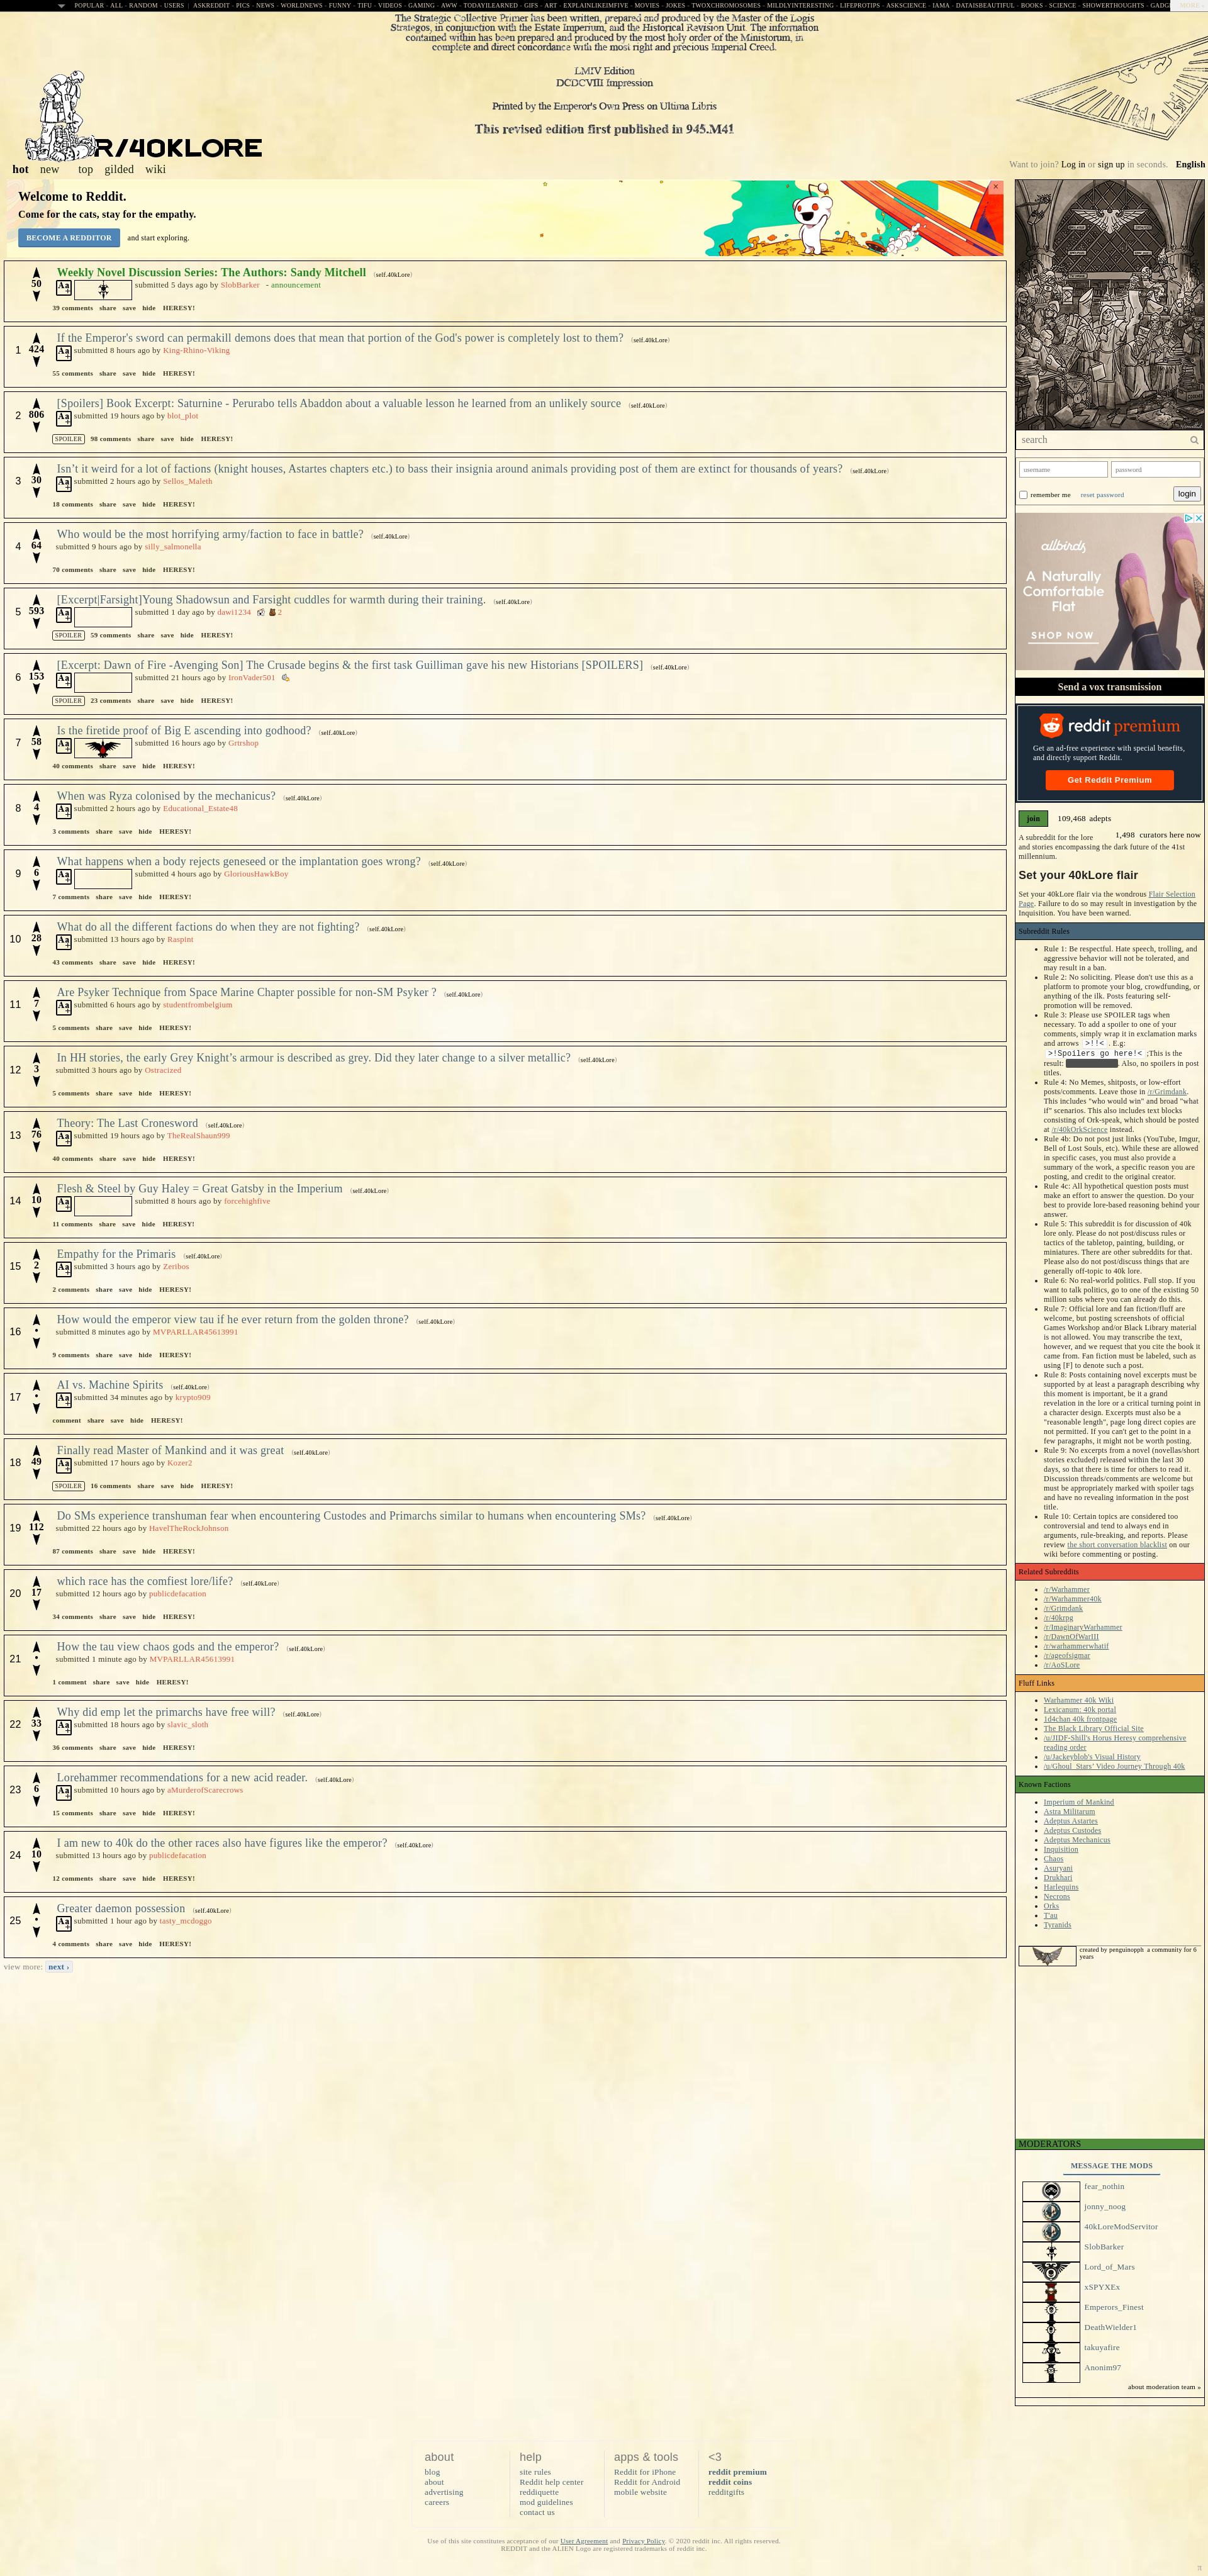 POPULAR - ALL - RANDOM - USERS | ASKREDDIT - PICS - NEWS - WORLDNEWS - FUNNY - TIFU - VIDEOS - GAMING - AWW - TODAYILEARNED - GIFS - ART - EXPLAINLIKEIMFIVE - MOVIES - JOKES - TWOXCHROMOSOMES - MILDLYINTERESTING - LIFEPROTIPS - ASKSCIENCE - IAMA - DATAISBEAUTIFUL - BOOKS - SCIENCE - SHOWERTHOUGHTS - GADG
The Strategic Collective Primer has been written, prepared and produced by the Master of the Logis
Strategos, in conjunction with the Estate Imperium, and the Historical Revision Unit. The information
contained within has been prepared and produced by the most holy order of the Ministorum, in
complete and direct concordance with the most right and precious Imperial Creed.
LMIV Edition
DCDCVIII Impression
Printed by the Emperor's Own Press on Ultima Libris
This revised edition first published in 945.M41
R/40KLORE
hot new top gilded wiki
Want to join? Log in or sign up in seconds. English
Welcome to Reddit.
Come for the cats, stay for the empathy.
BECOME A REDDITOR and start exploring.
50
Weekly Novel Discussion Series: The Authors: Sandy Mitchell (self.40kLore)
submitted 5 days ago by SlobBarker - announcement
39 comments share save hide HERESY!
1 424
If the Emperor's sword can permakill demons does that mean that portion of the God's power is completely lost to them? (self.40kLore)
submitted 8 hours ago by King-Rhino-Viking
55 comments share save hide HERESY!
2 806
[Spoilers] Book Excerpt: Saturnine - Perurabo tells Abaddon about a valuable lesson he learned from an unlikely source (self.40kLore)
submitted 19 hours ago by blot_plot
SPOILER 98 comments share save hide HERESY!
3 30
Isn't it weird for a lot of factions (knight houses, Astartes chapters etc.) to bass their insignia around animals providing post of them are extinct for thousands of years? (self.40kLore)
submitted 2 hours ago by Sellos_Maleth
18 comments share save hide HERESY!
4 64
Who would be the most horrifying army/faction to face in battle? (self.40kLore)
submitted 9 hours ago by silly_salmonella
70 comments share save hide HERESY!
5 593
[Excerpt|Farsight]Young Shadowsun and Farsight cuddles for warmth during their training. (self.40kLore)
submitted 1 day ago by dawi1234 2
SPOILER 59 comments share save hide HERESY!
6 153
[Excerpt: Dawn of Fire -Avenging Son] The Crusade begins & the first task Guilliman gave his new Historians [SPOILERS] (self.40kLore)
submitted 21 hours ago by IronVader501
SPOILER 23 comments share save hide HERESY!
7 58
Is the firetide proof of Big E ascending into godhood? (self.40kLore)
submitted 16 hours ago by Grtrshop
40 comments share save hide HERESY!
8 4
When was Ryza colonised by the mechanicus? (self.40kLore)
submitted 2 hours ago by Educational_Estate48
3 comments share save hide HERESY!
9 6
What happens when a body rejects geneseed or the implantation goes wrong? (self.40kLore)
submitted 4 hours ago by GloriousHawkBoy
7 comments share save hide HERESY!
10 28
What do all the different factions do when they are not fighting? (self.40kLore)
submitted 13 hours ago by Raspint
43 comments share save hide HERESY!
11 7
Are Psyker Technique from Space Marine Chapter possible for non-SM Psyker ? (self.40kLore)
submitted 6 hours ago by studentfrombelgium
5 comments share save hide HERESY!
12 3
In HH stories, the early Grey Knight's armour is described as grey. Did they later change to a silver metallic? (self.40kLore)
submitted 3 hours ago by Ostracized
5 comments share save hide HERESY!
13 76
Theory: The Last Cronesword (self.40kLore)
submitted 19 hours ago by TheRealShaun999
40 comments share save hide HERESY!
14 10
Flesh & Steel by Guy Haley = Great Gatsby in the Imperium (self.40kLore)
submitted 8 hours ago by forcehighfive
11 comments share save hide HERESY!
15 2
Empathy for the Primaris (self.40kLore)
submitted 3 hours ago by Zeribos
2 comments share save hide HERESY!
16 •
How would the emperor view tau if he ever return from the golden throne? (self.40kLore)
submitted 8 minutes ago by MVPARLLAR45613991
9 comments share save hide HERESY!
17 •
AI vs. Machine Spirits (self.40kLore)
submitted 34 minutes ago by krypto909
comment share save hide HERESY!
18 49
Finally read Master of Mankind and it was great (self.40kLore)
submitted 17 hours ago by Kozer2
SPOILER 16 comments share save hide HERESY!
19 112
Do SMs experience transhuman fear when encountering Custodes and Primarchs similar to humans when encountering SMs? (self.40kLore)
submitted 22 hours ago by HavelTheRockJohnson
87 comments share save hide HERESY!
20 17
which race has the comfiest lore/life? (self.40kLore)
submitted 12 hours ago by publicdefacation
34 comments share save hide HERESY!
21 •
How the tau view chaos gods and the emperor? (self.40kLore)
submitted 1 minute ago by MVPARLLAR45613991
1 comment share save hide HERESY!
22 33
Why did emp let the primarchs have free will? (self.40kLore)
submitted 18 hours ago by slavic_sloth
36 comments share save hide HERESY!
23 6
Lorehammer recommendations for a new acid reader. (self.40kLore)
submitted 10 hours ago by aMurderofScarecrows
15 comments share save hide HERESY!
24 10
I am new to 40k do the other races also have figures like the emperor? (self.40kLore)
submitted 13 hours ago by publicdefacation
12 comments share save hide HERESY!
25 •
Greater daemon possession (self.40kLore)
submitted 1 hour ago by tasty_mcdoggo
4 comments share save hide HERESY!
view more: next ›
search
username password
remember me reset password login
allbirds
A Naturally
Comfortable
Flat
SHOP NOW
Send a vox transmission
reddit premium
Get an ad-free experience with special benefits,
and directly support Reddit.
Get Reddit Premium
join 109,468 adepts
1,498 curators here now
A subreddit for the lore
and stories encompassing the dark future of the 41st
millennium.
Set your 40kLore flair
Set your 40kLore flair via the wondrous Flair Selection
Page. Failure to do so may result in investigation by the
Inquisition. You have been warned.
Subreddit Rules
Rule 1: Be respectful. Hate speech, trolling, and
aggressive behavior will not be tolerated, and
may result in a ban.
Rule 2: No soliciting. Please don't use this as a
platform to promote your blog, crowdfunding, or
anything of the ilk. Posts featuring self-
promotion will be removed.
Rule 3: Please use SPOILER tags when
necessary. To add a spoiler to one of your
comments, simply wrap it in exclamation marks
and arrows >!!< . E.g:
>!Spoilers go here!< ;This is the
result: . Also, no spoilers in post
titles.
Rule 4: No Memes, shitposts, or low-effort
posts/comments. Leave those in /r/Grimdank.
This includes "who would win" and broad "what
if" scenarios. This also includes text blocks
consisting of Ork-speak, which should be posted
at /r/40kOrkScience instead.
Rule 4b: Do not post just links (YouTube, Imgur,
Bell of Lost Souls, etc). While these are allowed
in specific cases, you must also provide a
summary of the work, a specific reason you are
posting, and credit to the original creator.
Rule 4c: All hypothetical question posts must
make an effort to answer the question. Do your
best to provide lore-based reasoning behind your
answer.
Rule 5: This subreddit is for discussion of 40k
lore only. Please do not post/discuss rules or
tactics of the tabletop, painting, building, or
miniatures. There are other subreddits for that.
Please also do not post/discuss things that are
generally off-topic to 40k lore.
Rule 6: No real-world politics. Full stop. If you
want to talk politics, go to one of the existing 50
million subs where you can already do this.
Rule 7: Official lore and fan fiction/fluff are
welcome, but posting screenshots of official
Games Workshop and/or Black Library material
is not allowed. You may transcribe the text,
however, and we request that you cite the book it
came from. Fan fiction must be labeled, such as
using [F] to denote such a post.
Rule 8: Posts containing novel excerpts must be
supported by at least a paragraph describing why
this moment is important, be it a grand
revelation in the lore or a critical turning point in
a character design. Excerpts must also be a
"reasonable length", page long direct copies are
not permitted. If you can't get to the point in a
few paragraphs, it might not be worth posting.
Rule 9: No excerpts from a novel (novellas/short
stories excluded) released within the last 30
days, so that there is time for others to read it.
Discussion threads/comments are welcome but
must be appropriately marked with spoiler tags
and have no revealing information in the post
title.
Rule 10: Certain topics are considered too
controversial and tend to always end in
arguments, rule-breaking, and reports. Please
review the short conversation blacklist on our
wiki before commenting or posting.
Related Subreddits
/r/Warhammer
/r/Warhammer40k
/r/Grimdank
/r/40krpg
/r/ImaginaryWarhammer
/r/DawnOfWarIII
/r/warhammerwhatif
/r/ageofsigmar
/r/AoSLore
Fluff Links
Warhammer 40k Wiki
Lexicanum: 40k portal
1d4chan 40k frontpage
The Black Library Official Site
/u/JIDF-Shill's Horus Heresy comprehensive
reading order
/u/Jackeyblob's Visual History
/u/Ghoul_Stars' Video Journey Through 40k
Known Factions
Imperium of Mankind
Astra Militarum
Adeptus Astartes
Adeptus Custodes
Adeptus Mechanicus
Inquisition
Chaos
Asuryani
Drukhari
Harlequins
Necrons
Orks
T'au
Tyranids
created by penguinopph a community for 6
years
MODERATORS
MESSAGE THE MODS
fear_nothin
jonny_noog
40kLoreModServitor
SlobBarker
Lord_of_Mars
xSPYXEx
Emperors_Finest
DeathWielder1
takuyafire
Anonim97
about moderation team »
about
blog
about
advertising
careers
help
site rules
Reddit help center
reddiquette
mod guidelines
contact us
apps & tools
Reddit for iPhone
Reddit for Android
mobile website
<3
reddit premium
reddit coins
redditgifts
Use of this site constitutes acceptance of our User Agreement and Privacy Policy. © 2020 reddit inc. All rights reserved.
REDDIT and the ALIEN Logo are registered trademarks of reddit inc.
π